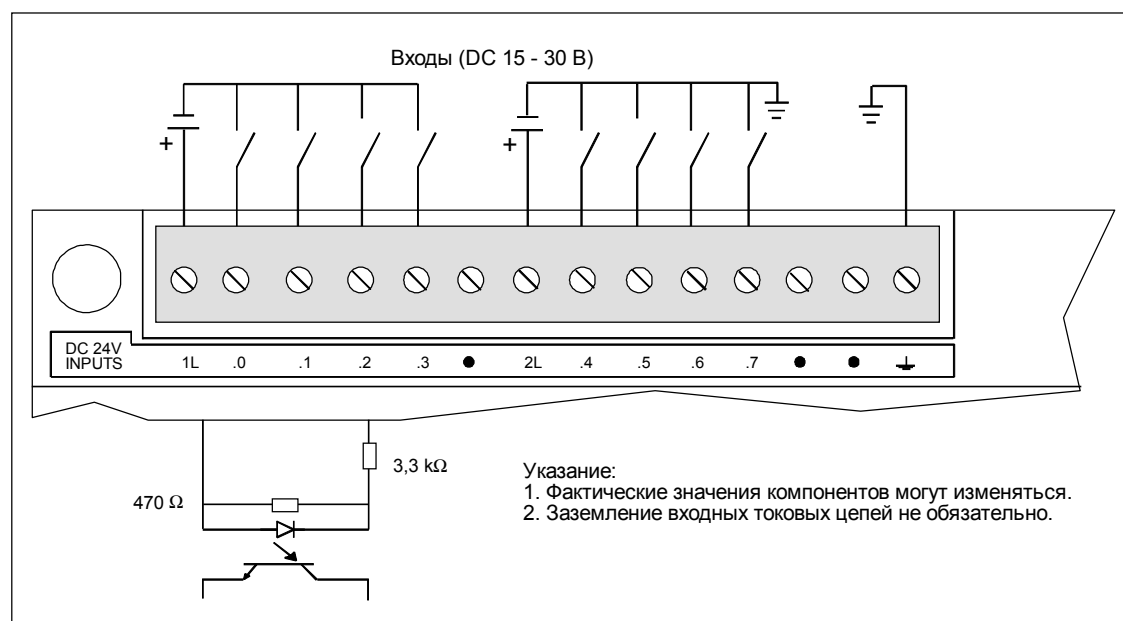 Входы (DC 15 - 30 В)
+
+
DC 24V
INPUTS
1L .0 .1 .2 .3 ● 2L .4 .5 .6 .7 ● ●
3,3 kΩ
470 Ω
Указание:
1. Фактические значения компонентов могут изменяться.
2. Заземление входных токовых цепей не обязательно.